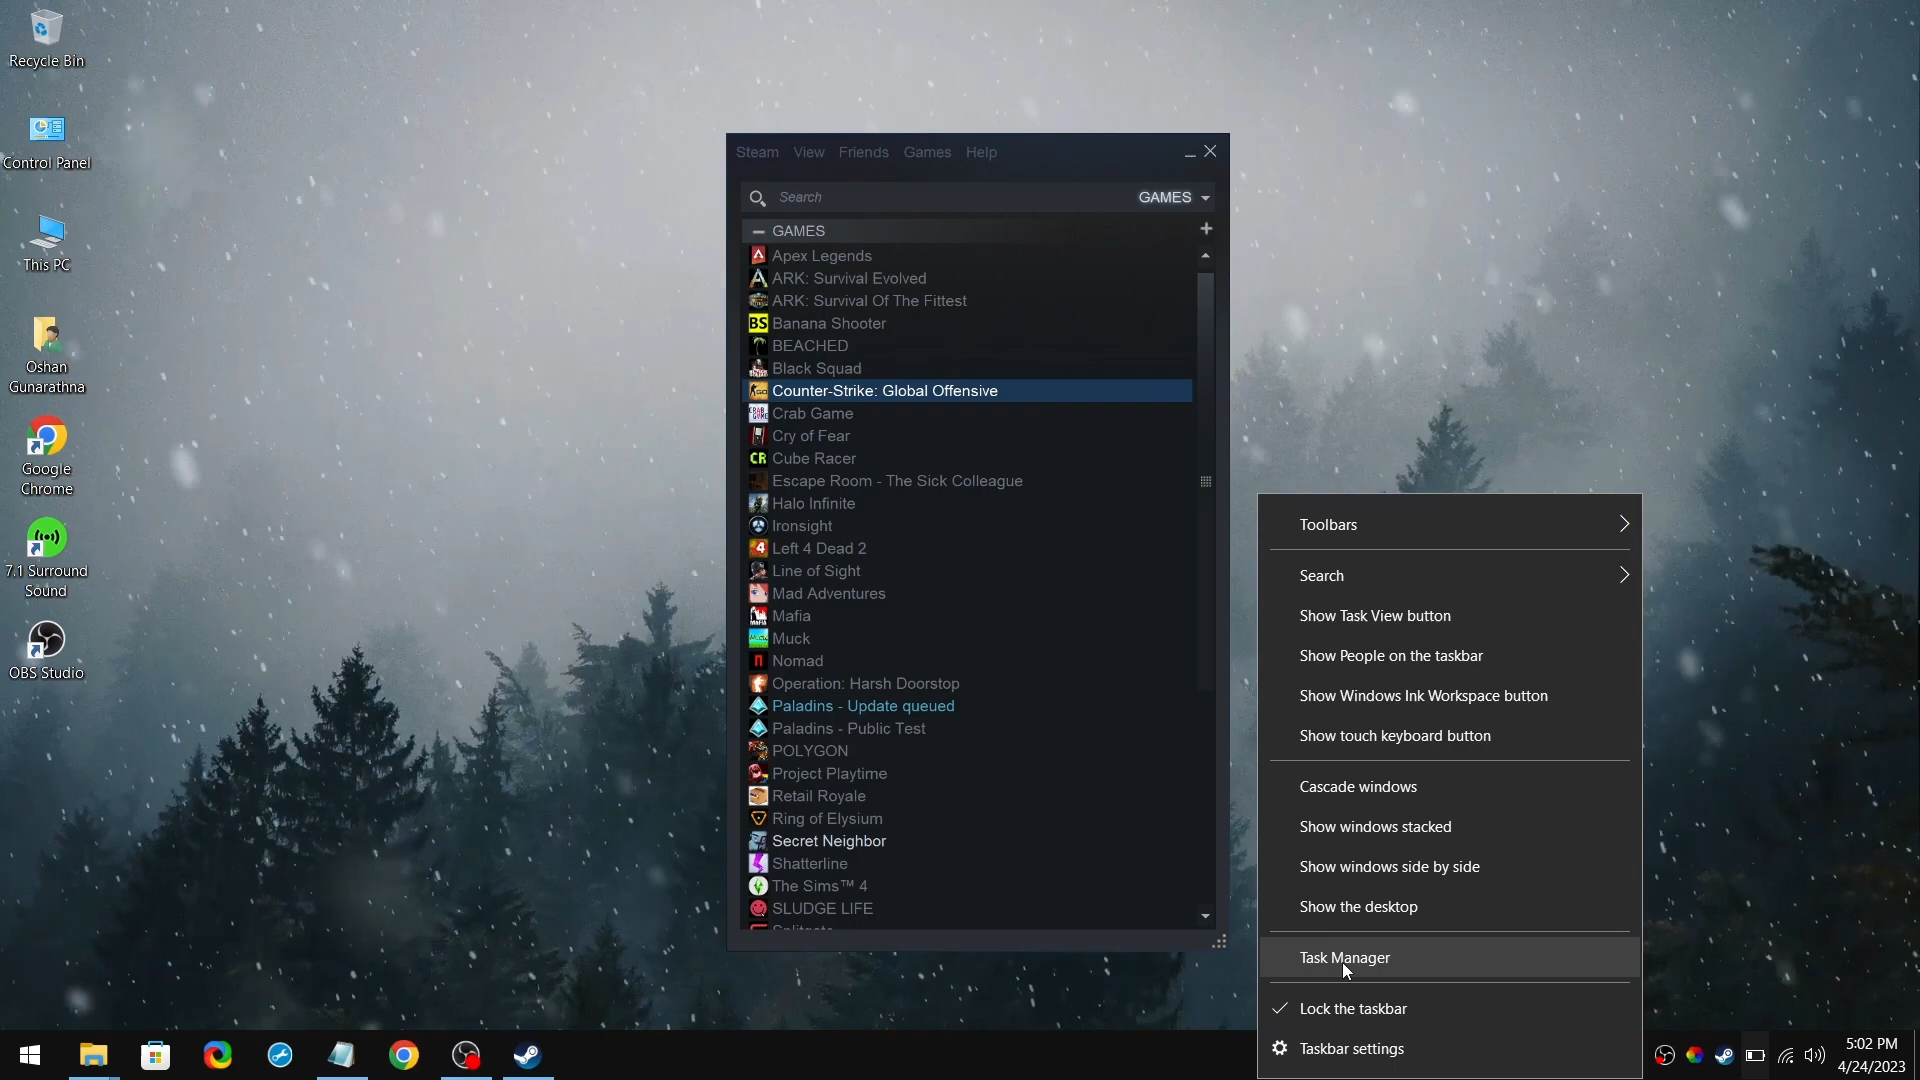 Recycle Bin
Control Panel
This PC
Oshan
Gunarathna
Google
Chrome
7.1 Surround
Sound
OBS Studio
Steam View Friends Games Help
Search GAMES
GAMES
Apex Legends
ARK: Survival Evolved
ARK: Survival Of The Fittest
BS Banana Shooter
BEACHED
Black Squad
Counter-Strike: Global Offensive
Crab Game
Cry of Fear
CR Cube Racer
Escape Room - The Sick Colleague
Halo Infinite
Ironsight
Left 4 Dead 2
Line of Sight
Mad Adventures
Mafia
Muck
Nomad
Operation: Harsh Doorstop
Paladins - Update queued
Paladins - Public Test
POLYGON
Project Playtime
Retail Royale
Ring of Elysium
Secret Neighbor
Shatterline
The Sims™ 4
SLUDGE LIFE
Toolbars
Search
Show Task View button
Show People on the taskbar
Show Windows Ink Workspace button
Show touch keyboard button
Cascade windows
Show windows stacked
Show windows side by side
Show the desktop
Task Manager
Lock the taskbar
Taskbar settings
5:02 PM
4/24/2023